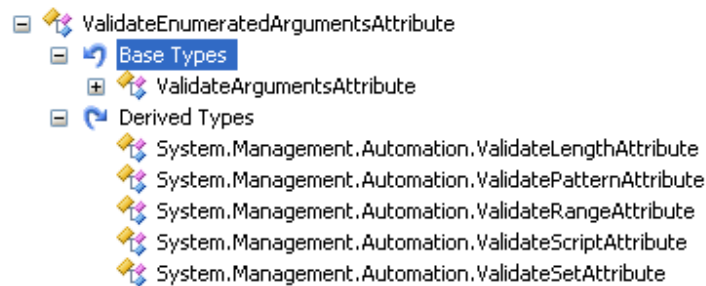 ValidateEnumeratedArgumentsAttribute
Base Types
ValidateArgumentsAttribute
Derived Types
System.Management.Automation.ValidateLengthAttribute
System.Management.Automation.ValidatePatternAttribute
System.Management.Automation.ValidateRangeAttribute
System.Management.Automation.ValidateScriptAttribute
System.Management.Automation.ValidateSetAttribute